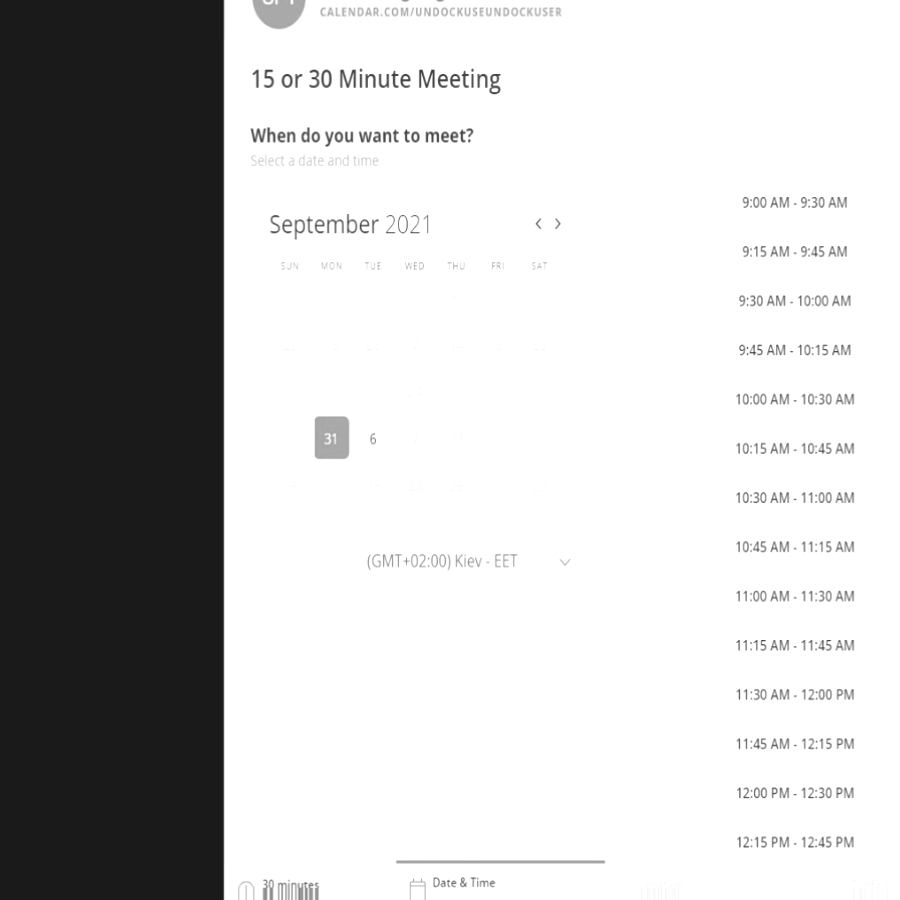 CALENDAR.COM/UNDOCKUSEUNDOCKUSER
15 or 30 Minute Meeting
When do you want to meet?
Select a date and time
September 2021
SUN MON TUE WED THU FRI SAT
31 6
(GMT+02:00) Kiev - EET
9:00 AM - 9:30 AM
9:15 AM - 9:45 AM
9:30 AM - 10:00 AM
9:45 AM - 10:15 AM
10:00 AM - 10:30 AM
10:15 AM - 10:45 AM
10:30 AM - 11:00 AM
10:45 AM - 11:15 AM
11:00 AM - 11:30 AM
11:15 AM - 11:45 AM
11:30 AM - 12:00 PM
11:45 AM - 12:15 PM
12:00 PM - 12:30 PM
12:15 PM - 12:45 PM
30 minutes
Date & Time